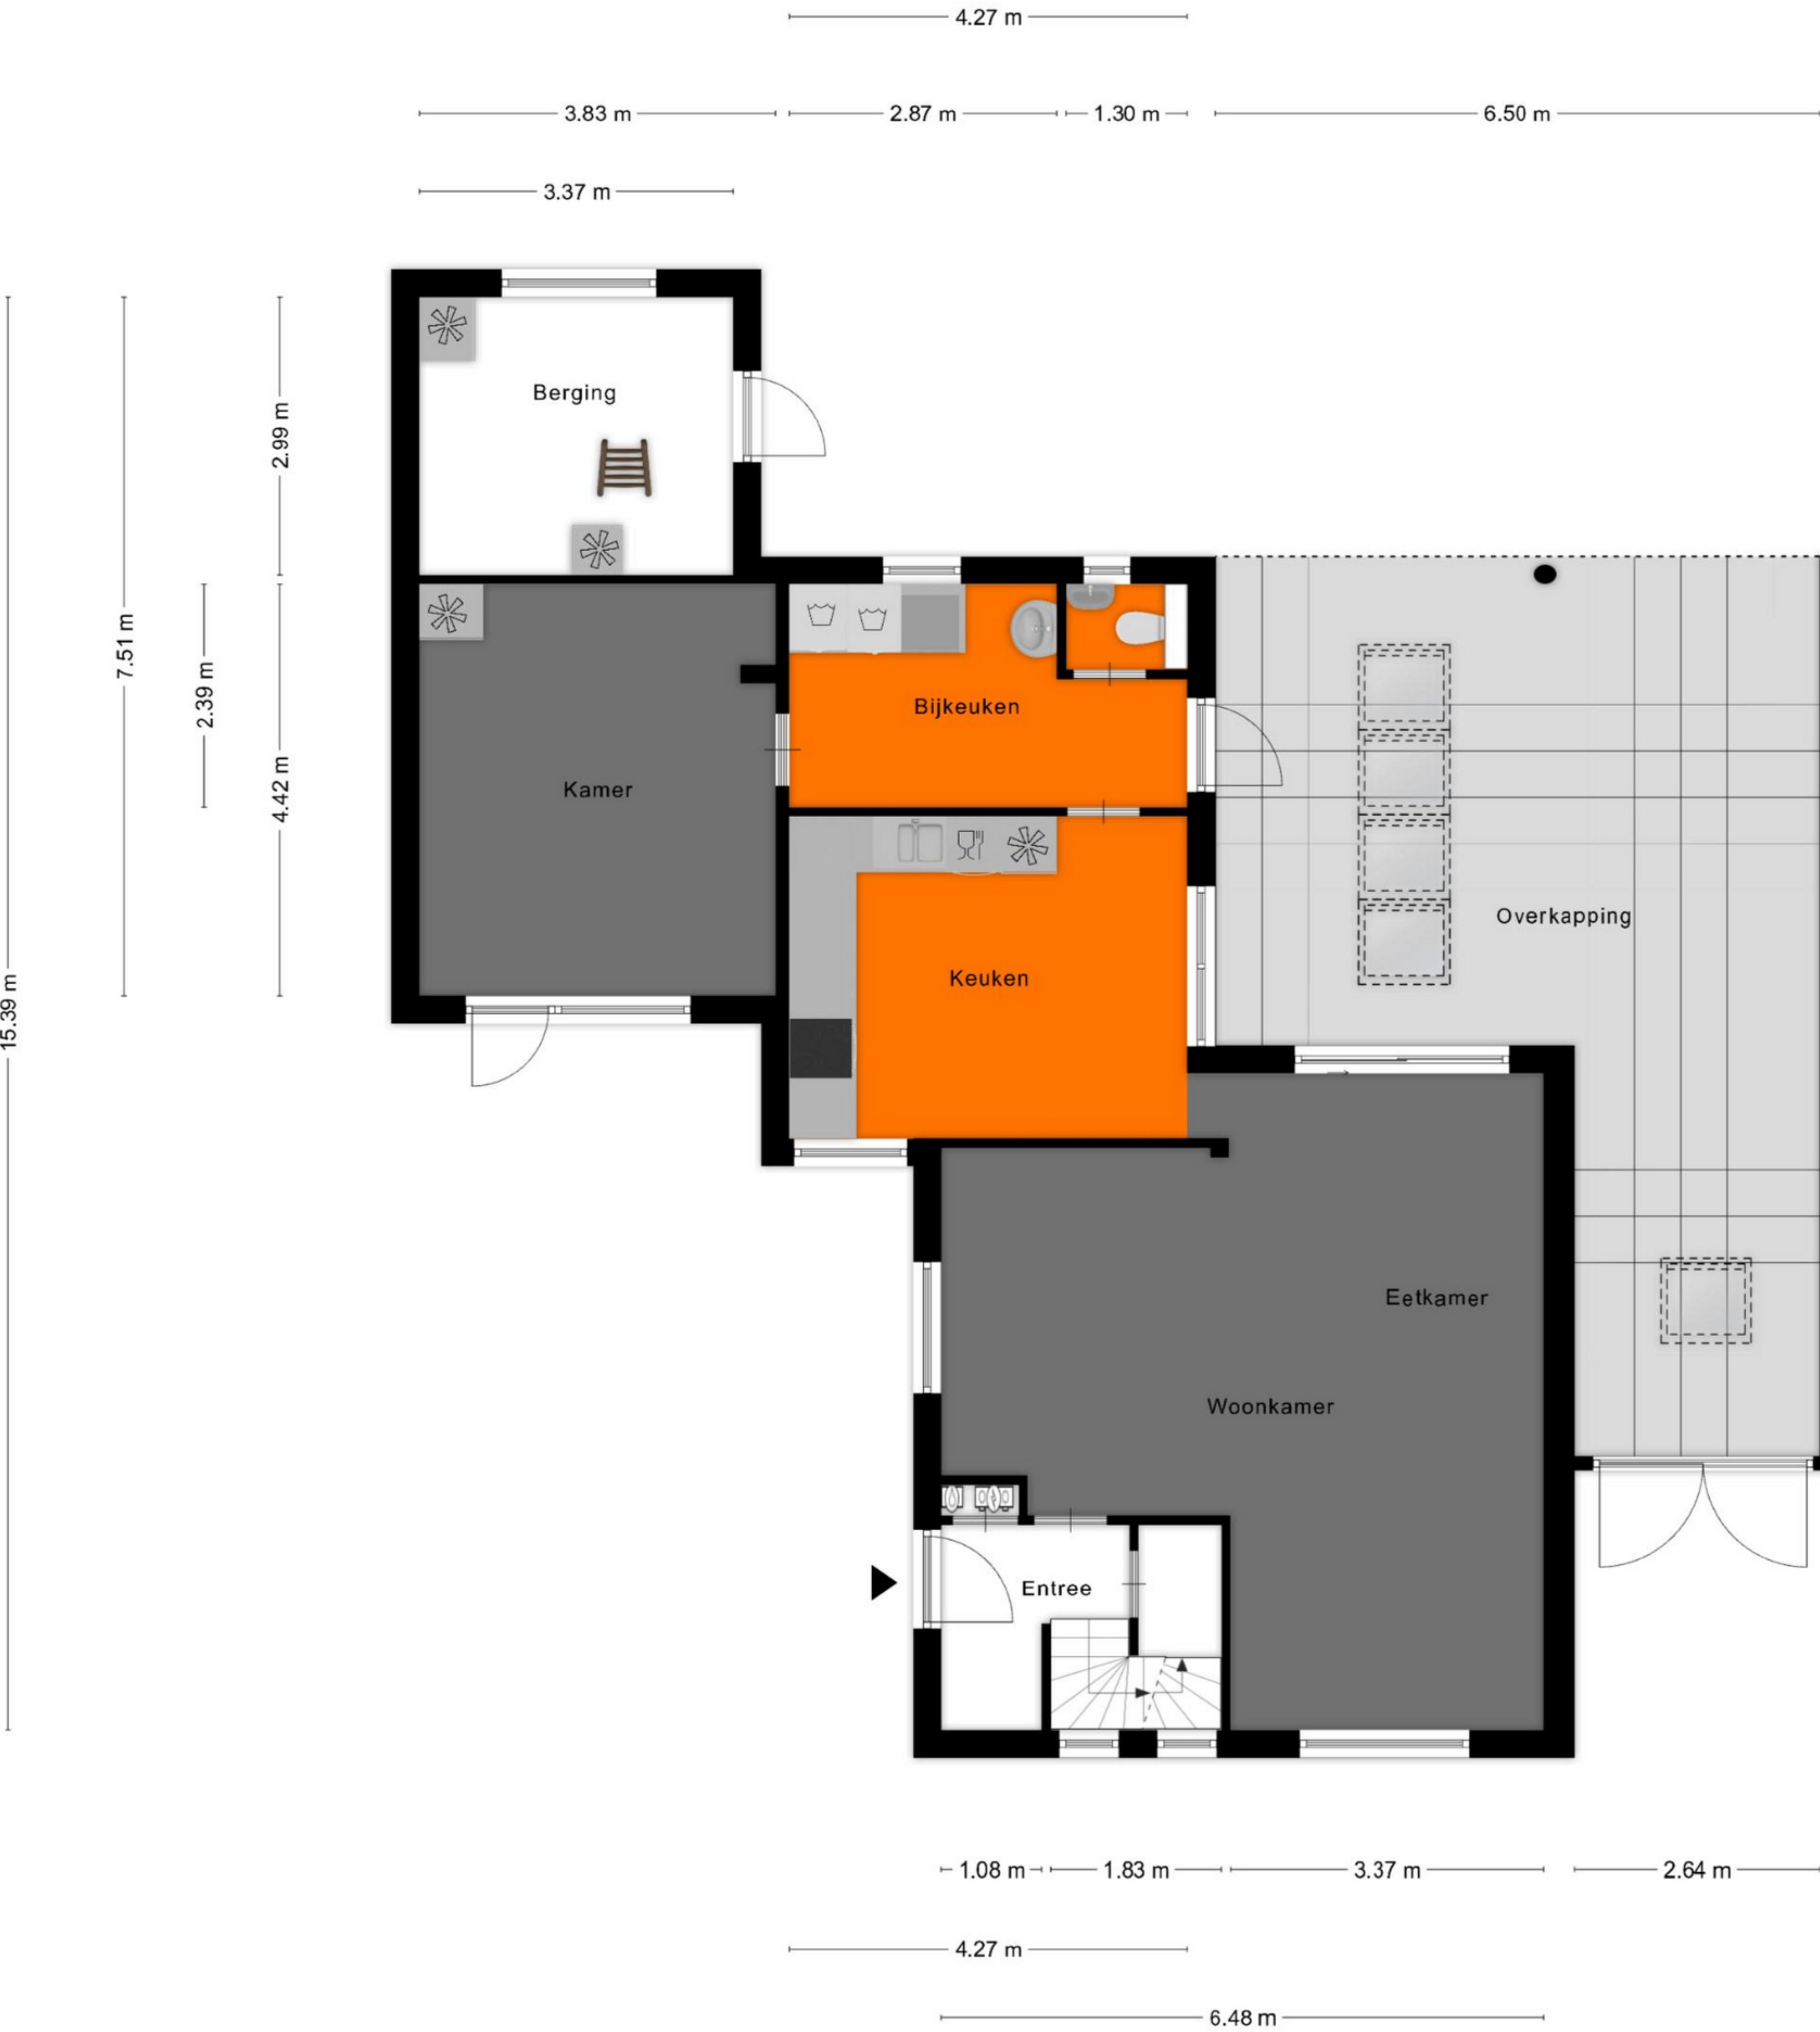 4.27 m
3.83 m
2.87 m
1.30 m
6.50 m
3.37 m
Berging
2.99 m
7.51 m
2.39 m
Bijkeuken
Kamer
4.42 m
Overkapping
Keuken
15.39 m
Eetkamer
Woonkamer
Entree
1.08 m
1.83 m
3.37 m
2.64 m
4.27 m
6.48 m